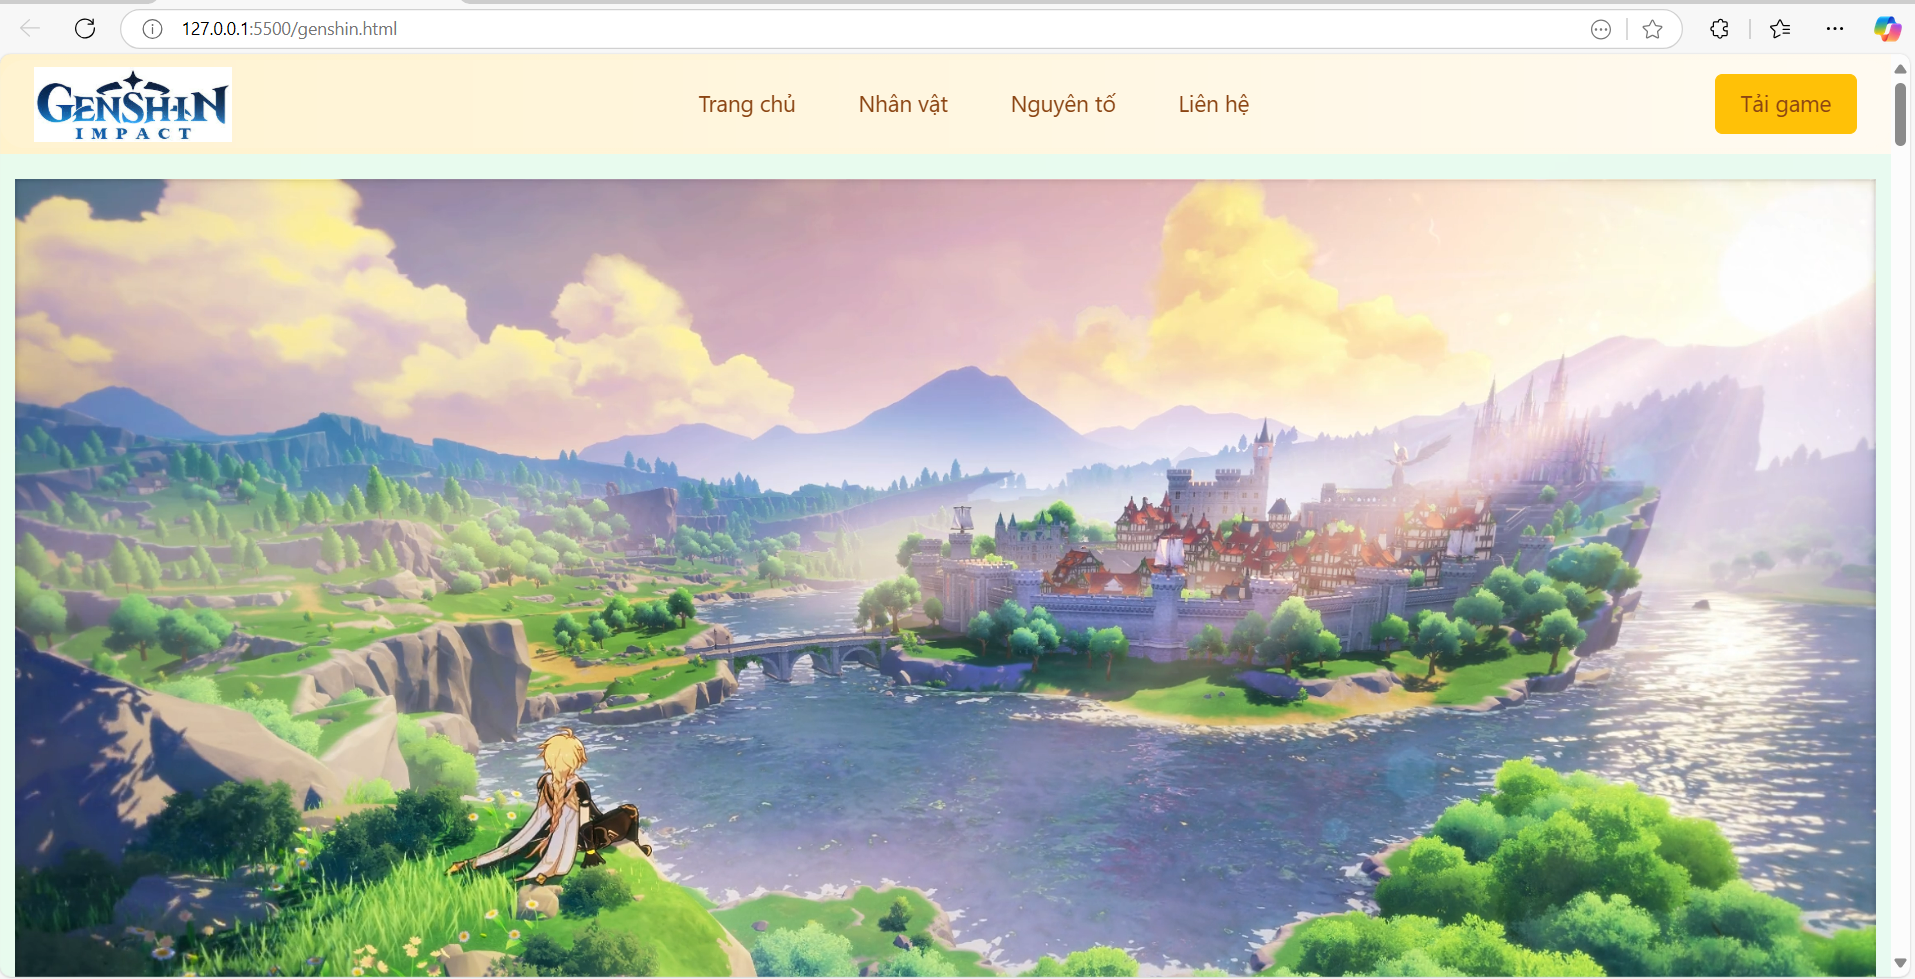 127.0.0.1:5500/genshin.html
GENSHIN
IMPACT
Trang chủ
Nhân vật
Nguyên tố
Liên hệ
Tải game